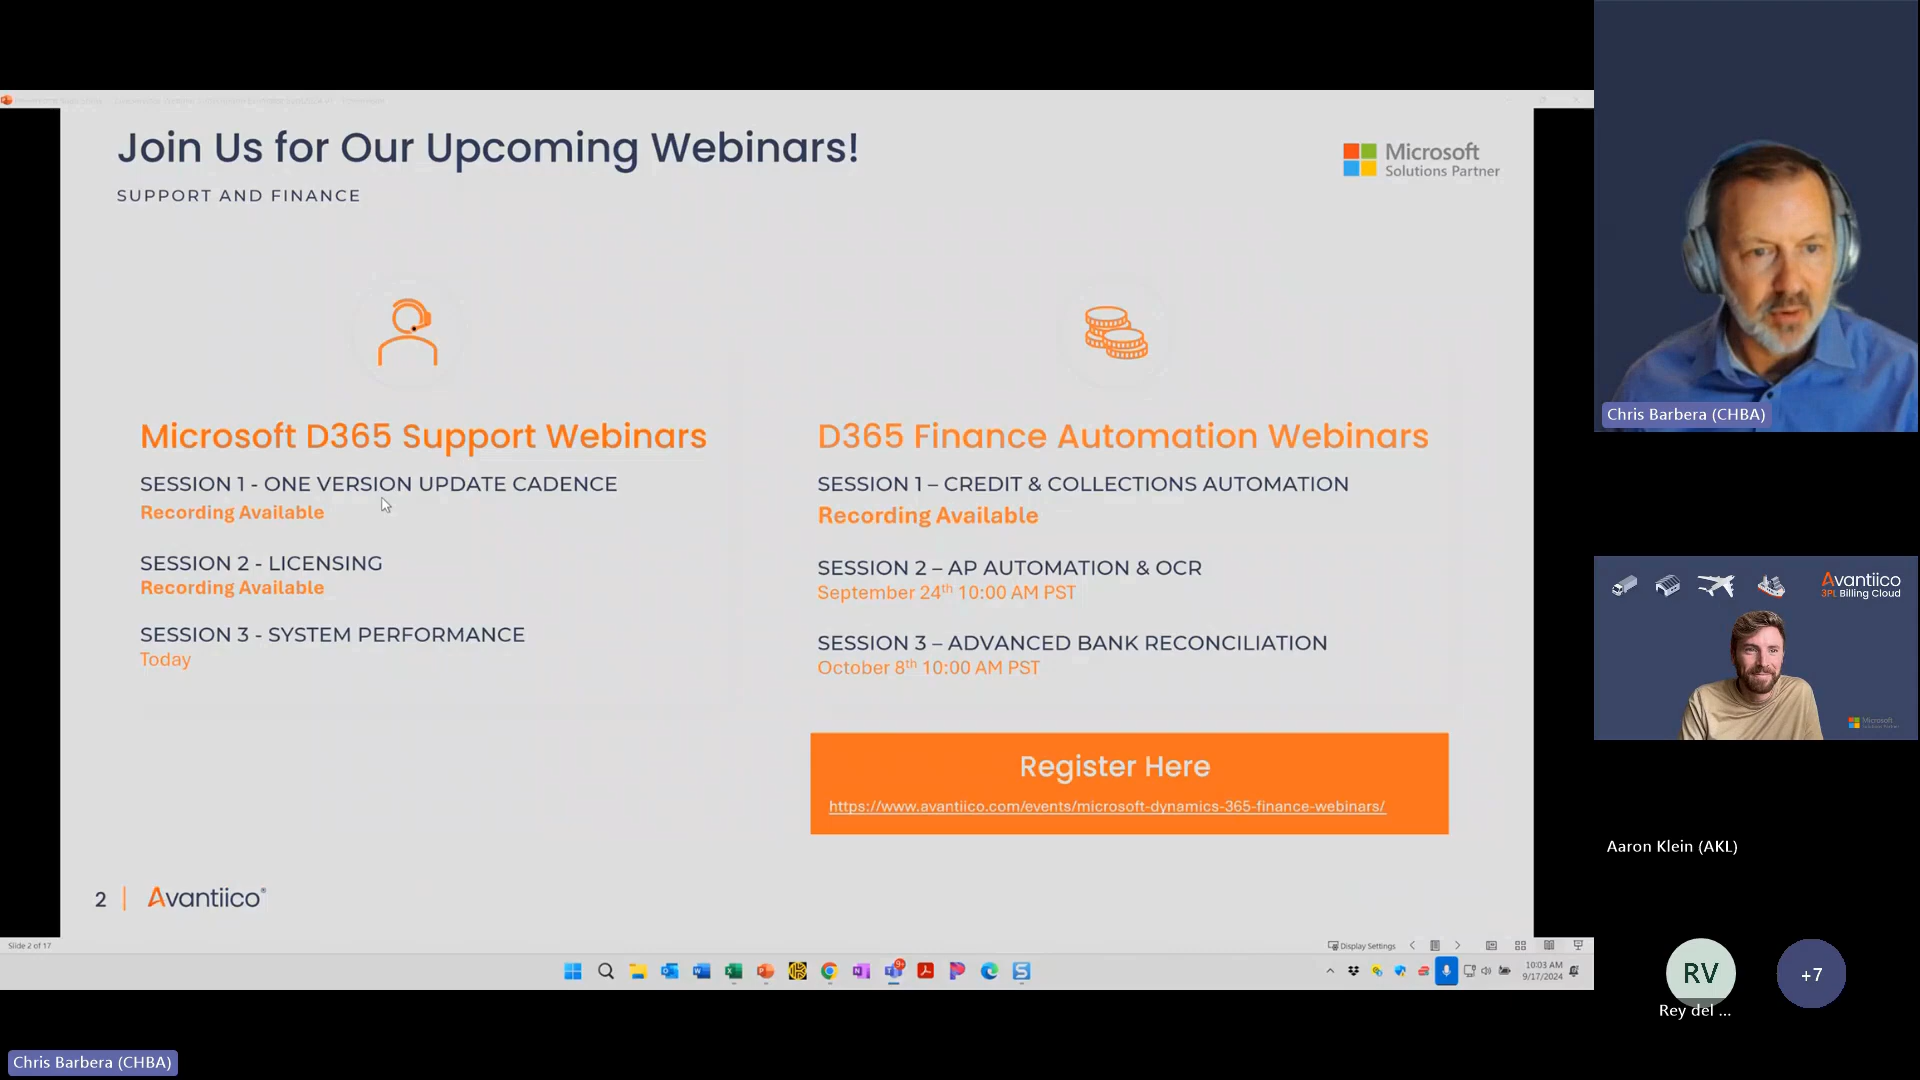 Join Us for Our Upcoming Webinars!
SUPPORT AND FINANCE
Microsoft
Solutions Partner
Microsoft D365 Support Webinars
SESSION 1 - ONE VERSION UPDATE CADENCE
Recording Available
SESSION 2 - LICENSING
Recording Available
SESSION 3 - SYSTEM PERFORMANCE
Today
D365 Finance Automation Webinars
SESSION 1 – CREDIT & COLLECTIONS AUTOMATION
Recording Available
SESSION 2 – AP AUTOMATION & OCR
September 24th 10:00 AM PST
SESSION 3 – ADVANCED BANK RECONCILIATION
October 8th 10:00 AM PST
Register Here
https://www.avantiico.com/events/microsoft-dynamics-365-finance-webinars/
2
Avantiico®
Slide 2 of 17
Display Settings
9+
10:03 AM
9/17/2024
Chris Barbera (CHBA)
Avantiico
3PL Billing Cloud
Microsoft
Solutions Partner
Aaron Klein (AKL)
RV
Rey del ...
+7
Chris Barbera (CHBA)